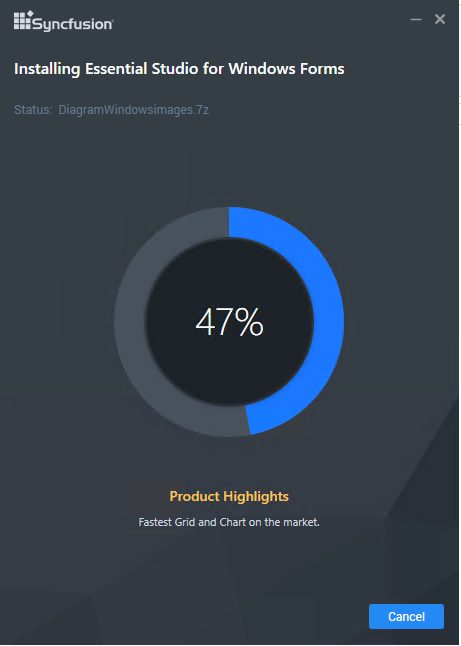 Syncfusion®
Installing Essential Studio for Windows Forms
Status: DiagramWindowsimages.7z
47%
Product Highlights
Fastest Grid and Chart on the market.
Cancel